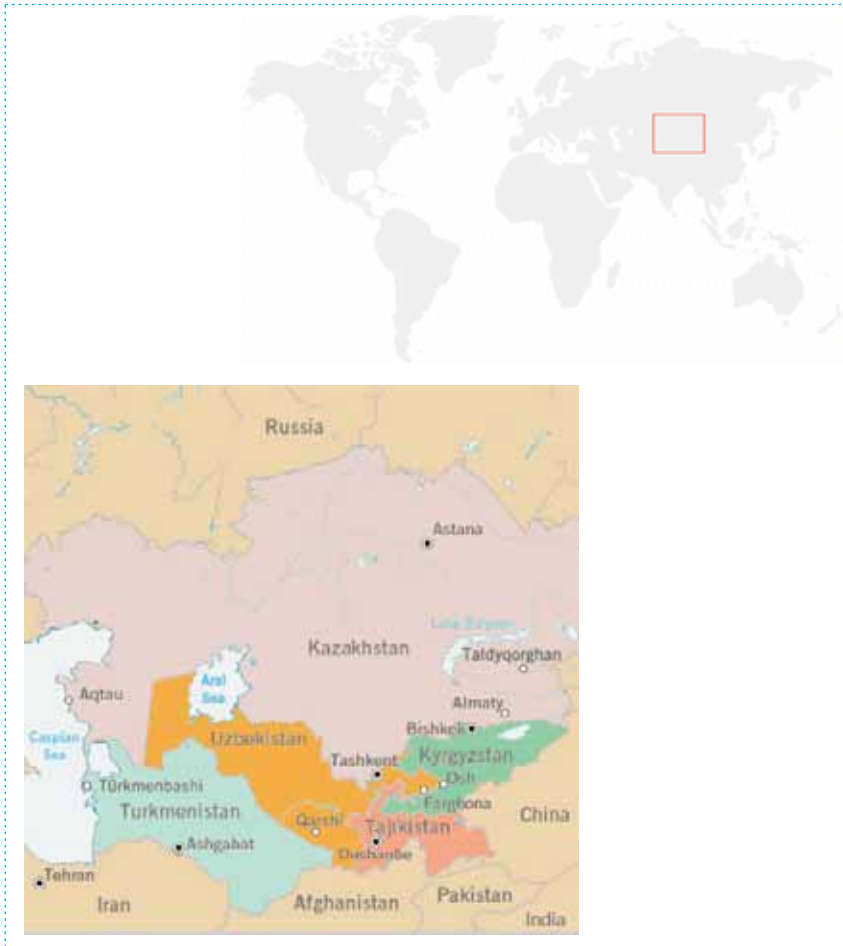 Russia
Astana
Kazakhstan
Taldyqorghan
Aral
Sea
Aqtau
Almaty
Caspian
Sea
Uzbekistan
Bishkek
Kyrgyzstan
Tashkent
Osh
Türkmenbashi
Farghona
Turkmenistan
Qarshi
Tajikistan
China
Ashgabat
Dushanbe
Tehran
Iran
Afghanistan
Pakistan
India